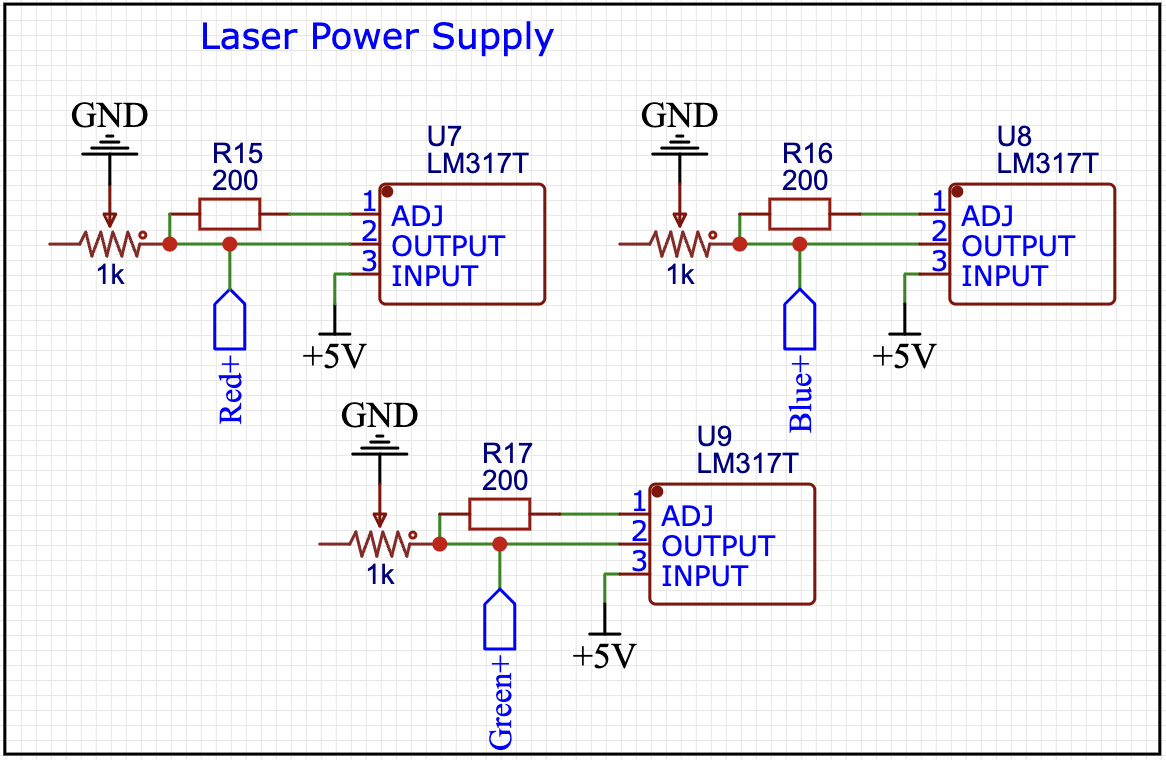 Laser Power Supply
GND
R15
200
U7
LM317T
1
ADJ
2
OUTPUT
3
INPUT
1k
+5V
Red+
GND
R16
200
U8
LM317T
1
ADJ
2
OUTPUT
3
INPUT
1k
+5V
Blue+
GND
R17
200
U9
LM317T
1
ADJ
2
OUTPUT
3
INPUT
1k
+5V
Green+